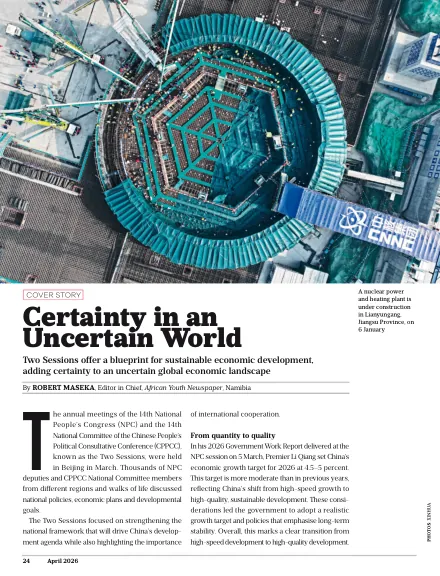 中核集团
CNNC
COVER STORY
A nuclear power
and heating plant is
under construction
in Lianyungang,
Jiangsu Province, on
6 January
Certainty in an
Uncertain World
Two Sessions offer a blueprint for sustainable economic development,
adding certainty to an uncertain global economic landscape
By ROBERT MASEKA, Editor in Chief, African Youth Newspaper, Namibia
The annual meetings of the 14th National
People's Congress (NPC) and the 14th
National Committee of the Chinese People's
Political Consultative Conference (CPPCC),
known as the Two Sessions, were held
in Beijing in March. Thousands of NPC
deputies and CPPCC National Committee members
from different regions and walks of life discussed
national policies, economic plans and developmental
goals.
The Two Sessions focused on strengthening the
national framework that will drive China's develop-
ment agenda while also highlighting the importance
of international cooperation.
From quantity to quality
In his 2026 Government Work Report delivered at the
NPC session on 5 March, Premier Li Qiang set China's
economic growth target for 2026 at 4.5–5 percent.
This target is more moderate than in previous years,
reflecting China's shift from high-speed growth to
high-quality, sustainable development. These consi-
derations led the government to adopt a realistic
growth target and policies that emphasise long-term
stability. Overall, this marks a clear transition from
high-speed development to high-quality development.
PHOTOS: XINHUA
24 April 2026